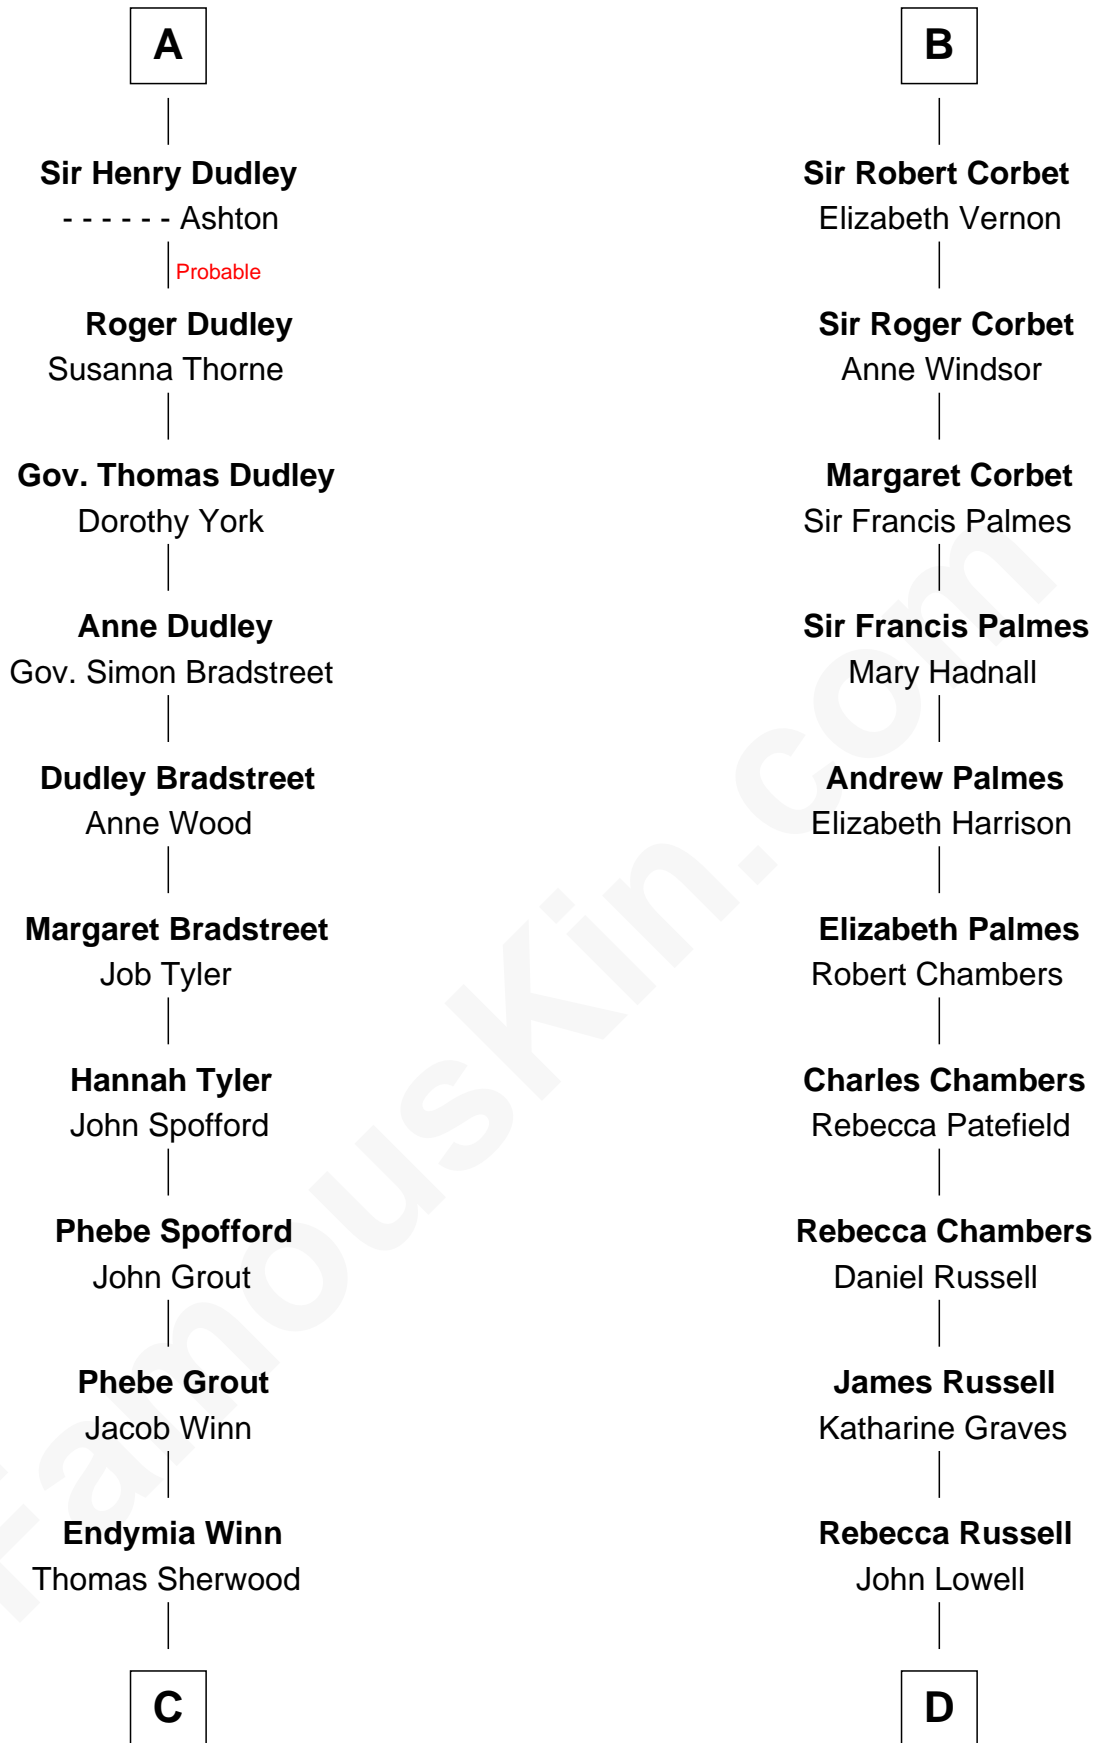 A
Sir Henry Dudley
- - - - - - Ashton
Probable
Roger Dudley
Susanna Thorne
Gov. Thomas Dudley
Dorothy York
Anne Dudley
Gov. Simon Bradstreet
Dudley Bradstreet
Anne Wood
Margaret Bradstreet
Job Tyler
Hannah Tyler
John Spofford
Phebe Spofford
John Grout
Phebe Grout
Jacob Winn
Endymia Winn
Thomas Sherwood
C
B
Sir Robert Corbet
Elizabeth Vernon
Sir Roger Corbet
Anne Windsor
Margaret Corbet
Sir Francis Palmes
Sir Francis Palmes
Mary Hadnall
Andrew Palmes
Elizabeth Harrison
Elizabeth Palmes
Robert Chambers
Charles Chambers
Rebecca Patefield
Rebecca Chambers
Daniel Russell
James Russell
Katharine Graves
Rebecca Russell
John Lowell
D
FamousKin.com